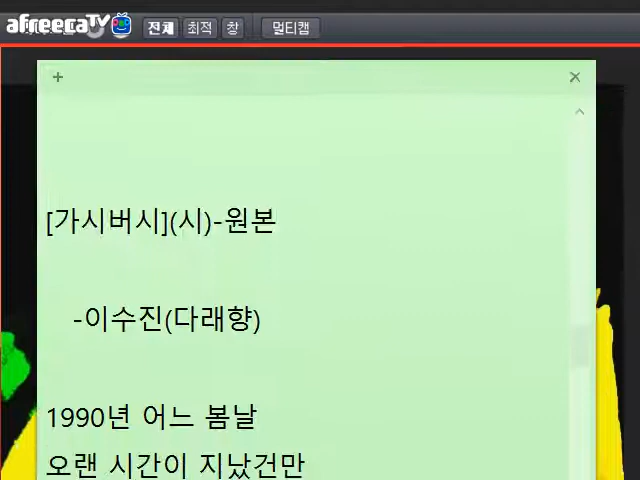 afreecaTV
전체 최적 창 멀티캠
+ ×
[가시버시](시)-원본
-이수진(다래향)
1990년 어느 봄날
오랜 시간이 지났건만